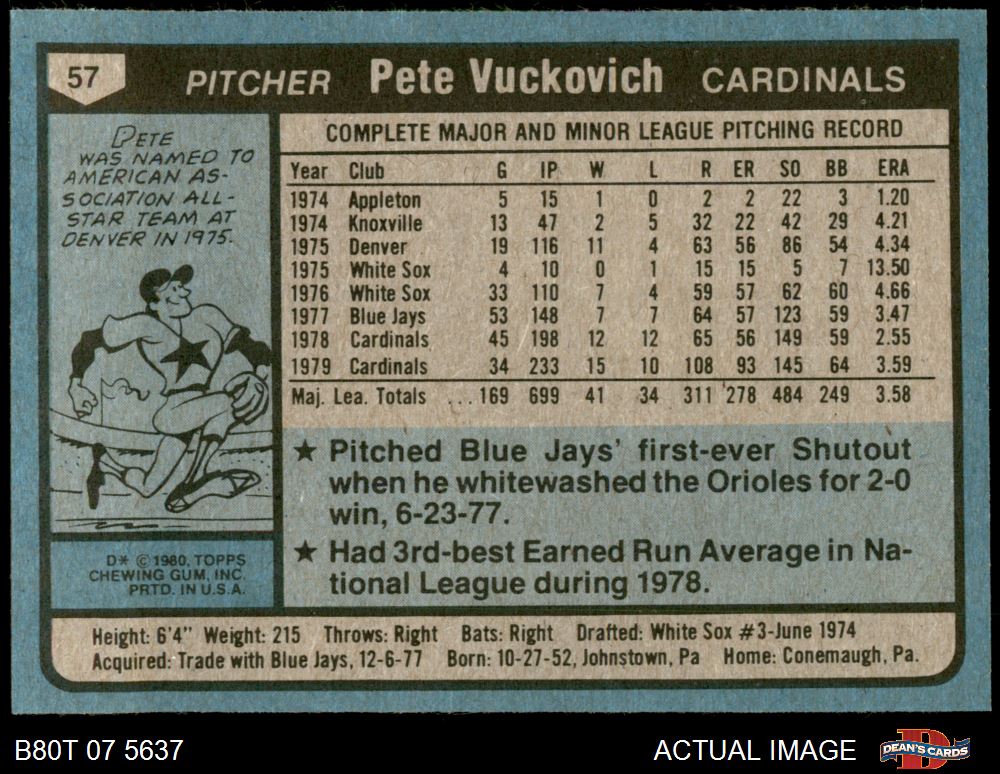 57 PITCHER Pete Vuckovich CARDINALS
PETE
WAS NAMED TO
AMERICAN AS-
SOCIATION ALL-
STAR TEAM AT
DENVER IN 1975.
D* © 1980. TOPPS
CHEWING GUM, INC.
PRTD. IN U.S.A.
COMPLETE MAJOR AND MINOR LEAGUE PITCHING RECORD
Year Club G IP W L R ER SO BB ERA
1974 Appleton 5 15 1 0 2 2 22 3 1.20
1974 Knoxville 13 47 2 5 32 22 42 29 4.21
1975 Denver 19 116 11 4 63 56 86 54 4.34
1975 White Sox 4 10 0 1 15 15 5 7 13.50
1976 White Sox 33 110 7 4 59 57 62 60 4.66
1977 Blue Jays 53 148 7 7 64 57 123 59 3.47
1978 Cardinals 45 198 12 12 65 56 149 59 2.55
1979 Cardinals 34 233 15 10 108 93 145 64 3.59
Maj. Lea. Totals ... 169 699 41 34 311 278 484 249 3.58
★ Pitched Blue Jays' first-ever Shutout
when he whitewashed the Orioles for 2-0
win, 6-23-77.
★ Had 3rd-best Earned Run Average in Na-
tional League during 1978.
Height: 6'4" Weight: 215 Throws: Right Bats: Right Drafted: White Sox #3-June 1974
Acquired: Trade with Blue Jays, 12-6-77 Born: 10-27-52, Johnstown, Pa Home: Conemaugh, Pa.
B80T 07 5637 ACTUAL IMAGE DEAN'S CARDS